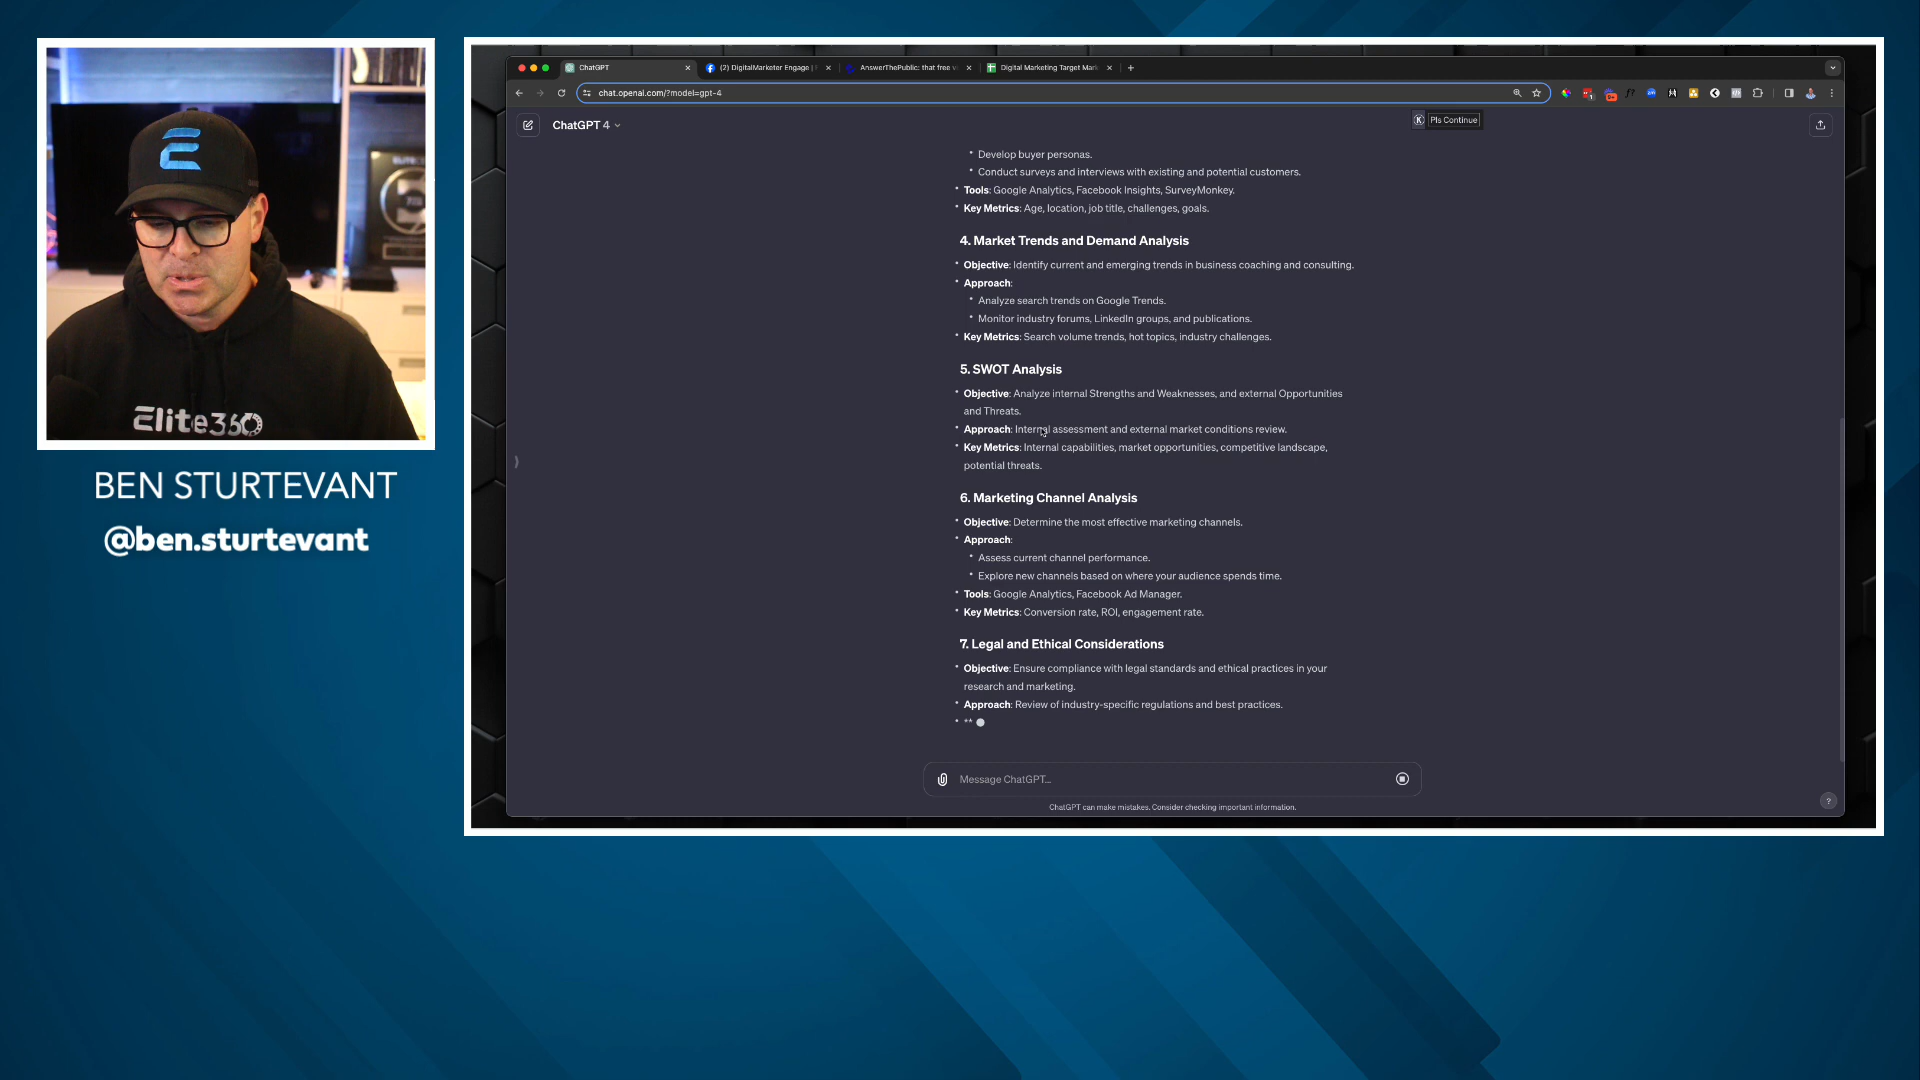 Elite360
BEN STURTEVANT
@ben.sturtevant
ChatGPT
(2) DigitalMarketer Engage |
AnswerThePublic: that free v
Digital Marketing Target Mark
chat.openai.com/?model=gpt-4
ChatGPT 4
Pls Continue
• Develop buyer personas.
• Conduct surveys and interviews with existing and potential customers.
• Tools: Google Analytics, Facebook Insights, SurveyMonkey.
• Key Metrics: Age, location, job title, challenges, goals.
4. Market Trends and Demand Analysis
• Objective: Identify current and emerging trends in business coaching and consulting.
• Approach:
• Analyze search trends on Google Trends.
• Monitor industry forums, LinkedIn groups, and publications.
• Key Metrics: Search volume trends, hot topics, industry challenges.
5. SWOT Analysis
• Objective: Analyze internal Strengths and Weaknesses, and external Opportunities
and Threats.
• Approach: Internal assessment and external market conditions review.
• Key Metrics: Internal capabilities, market opportunities, competitive landscape,
potential threats.
6. Marketing Channel Analysis
• Objective: Determine the most effective marketing channels.
• Approach:
• Assess current channel performance.
• Explore new channels based on where your audience spends time.
• Tools: Google Analytics, Facebook Ad Manager.
• Key Metrics: Conversion rate, ROI, engagement rate.
7. Legal and Ethical Considerations
• Objective: Ensure compliance with legal standards and ethical practices in your
research and marketing.
• Approach: Review of industry-specific regulations and best practices.
• **
Message ChatGPT...
ChatGPT can make mistakes. Consider checking important information.
?